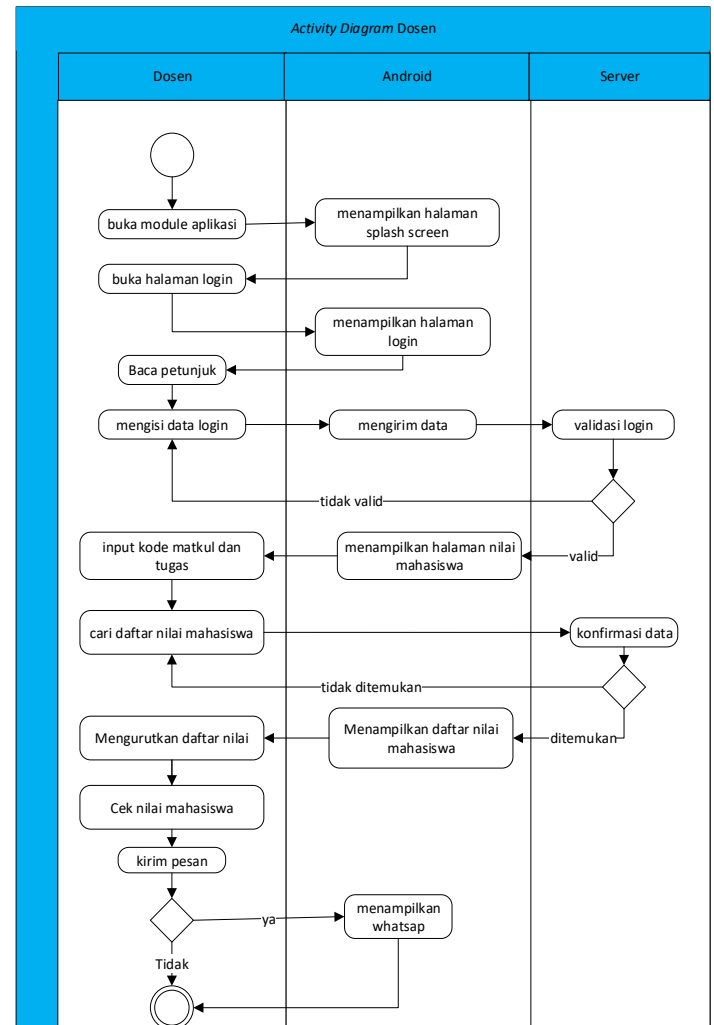 Activity Diagram Dosen
Dosen
Android
Server
buka module aplikasi
menampilkan halaman
splash screen
buka halaman login
menampilkan halaman
login
Baca petunjuk
mengisi data login
mengirim data
validasi login
tidak valid
input kode matkul dan
tugas
menampilkan halaman nilai
mahasiswa
valid
cari daftar nilai mahasiswa
konfirmasi data
tidak ditemukan
Mengurutkan daftar nilai
Menampilkan daftar nilai
mahasiswa
ditemukan
Cek nilai mahasiswa
kirim pesan
ya
menampilkan
whatsap
Tidak